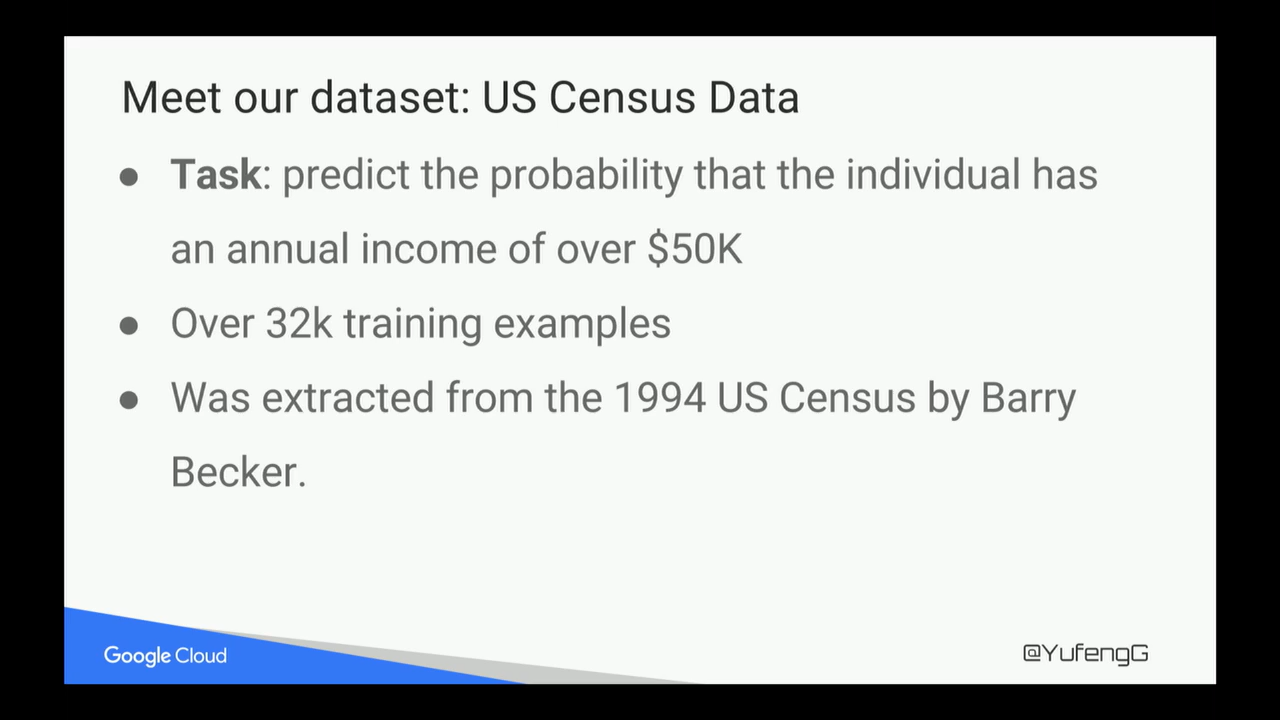 Meet our dataset: US Census Data
● Task: predict the probability that the individual has
an annual income of over $50K
● Over 32k training examples
● Was extracted from the 1994 US Census by Barry
Becker.
Google Cloud
@YufengG